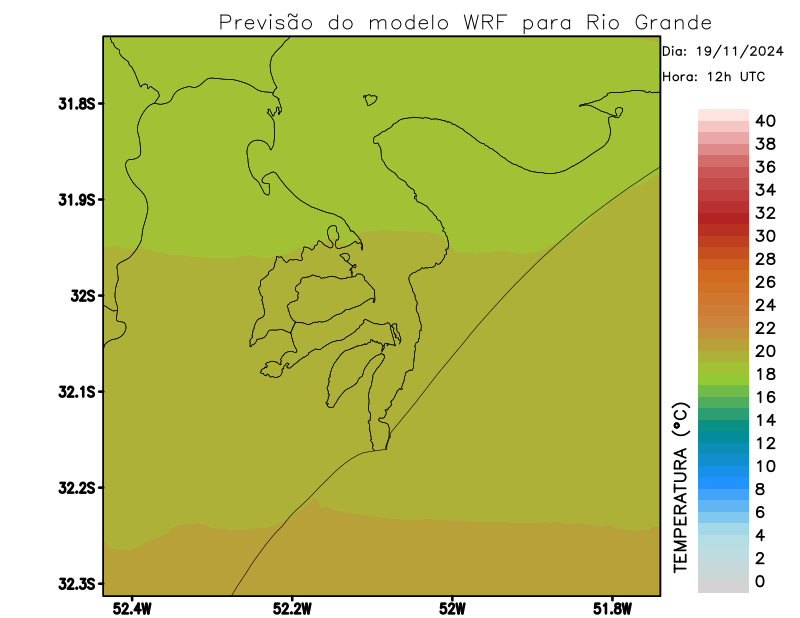 Previsão do modelo WRF para Rio Grande
Dia: 19/11/2024
Hora: 12h UTC
31.8S
31.9S
32S
32.1S
32.2S
32.3S
52.4W
52.2W
52W
51.8W
40
38
36
34
32
30
28
26
24
22
20
18
16
14
12
10
8
6
4
2
0
TEMPERATURA (°C)